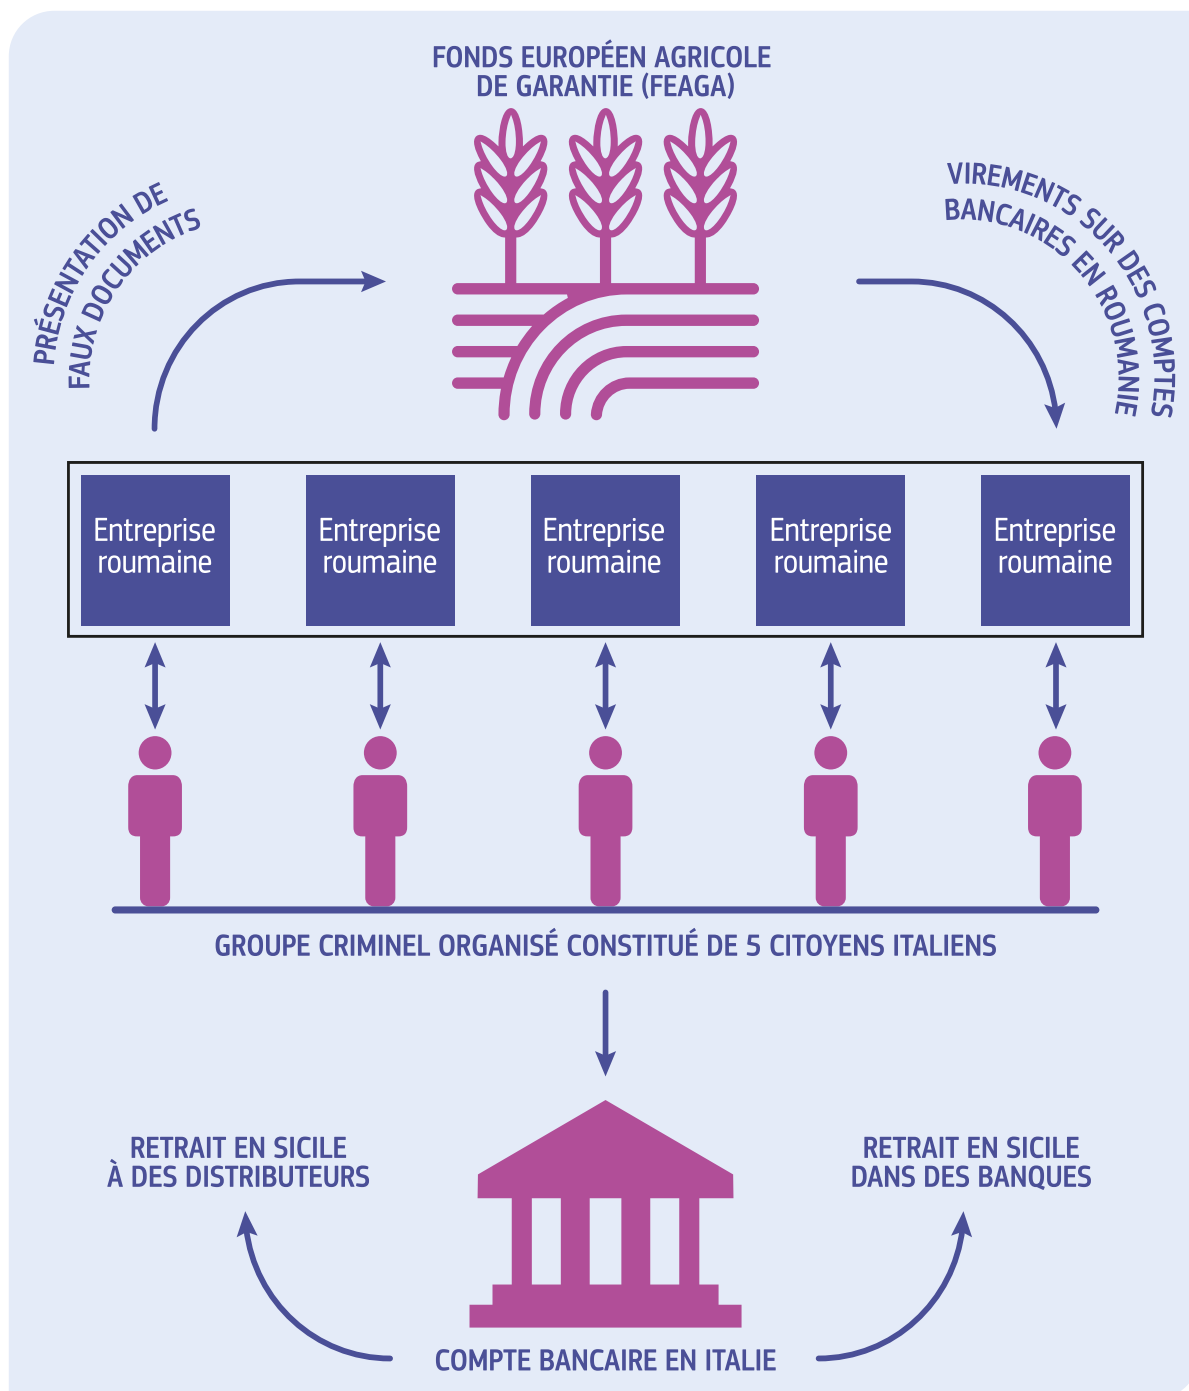 FONDS EUROPÉEN AGRICOLE
DE GARANTIE (FEAGA)
PRÉSENTATION DE
FAUX DOCUMENTS
VIREMENTS SUR DES COMPTES
BANCAIRES EN ROUMANIE
Entreprise
roumaine
Entreprise
roumaine
Entreprise
roumaine
Entreprise
roumaine
Entreprise
roumaine
GROUPE CRIMINEL ORGANISÉ CONSTITUÉ DE 5 CITOYENS ITALIENS
RETRAIT EN SICILE
À DES DISTRIBUTEURS
RETRAIT EN SICILE
DANS DES BANQUES
COMPTE BANCAIRE EN ITALIE